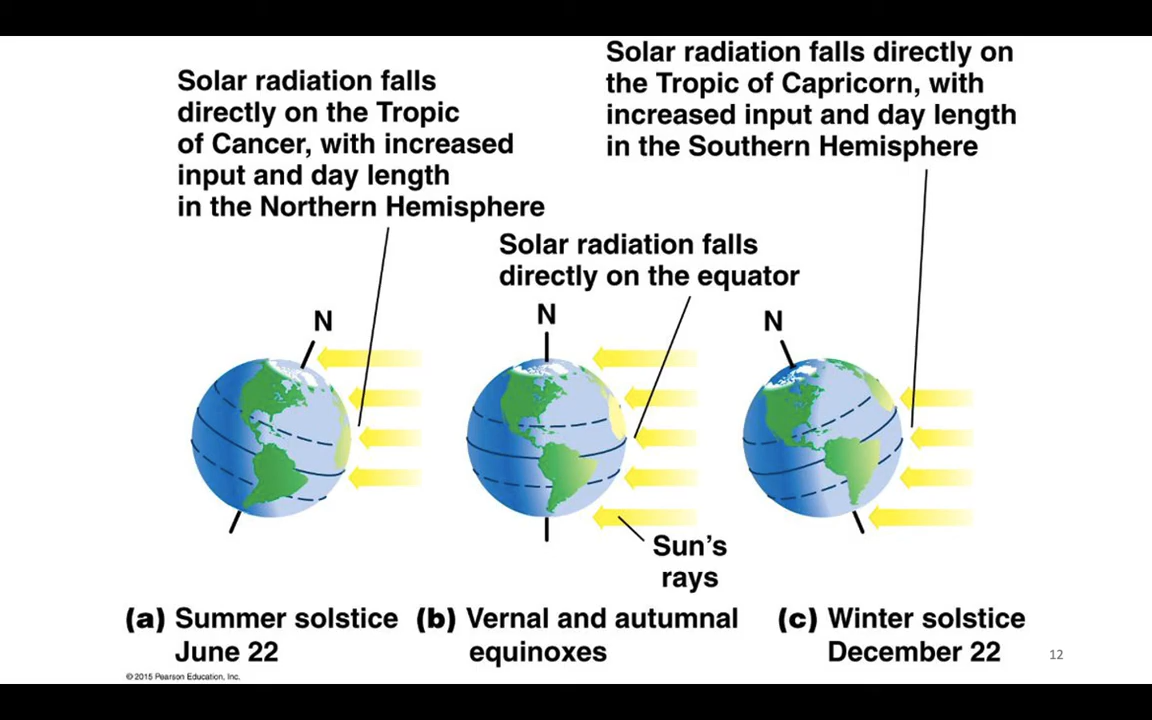 Solar radiation falls
directly on the Tropic
of Cancer, with increased
input and day length
in the Northern Hemisphere
Solar radiation falls directly on
the Tropic of Capricorn, with
increased input and day length
in the Southern Hemisphere
Solar radiation falls
directly on the equator
N
N
N
Sun's
rays
(a) Summer solstice
June 22
(b) Vernal and autumnal
equinoxes
(c) Winter solstice
December 22
12
© 2015 Pearson Education, Inc.